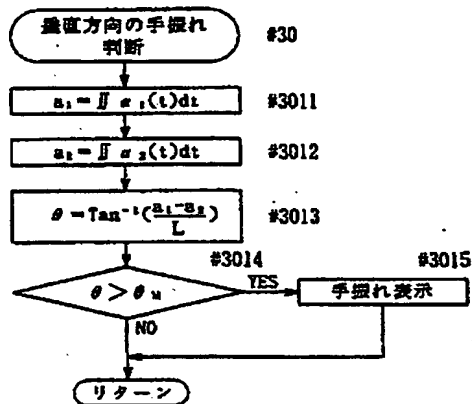 垂直方向の手振れ
判断
#30
a₁=∬ α₁(t)dt
#3011
a₂=∬ α₂(t)dt
#3012
θ=Tan⁻¹(a₁-a₂/L)
#3013
#3014
θ>θM
YES
#3015
手振れ表示
NO
リターン